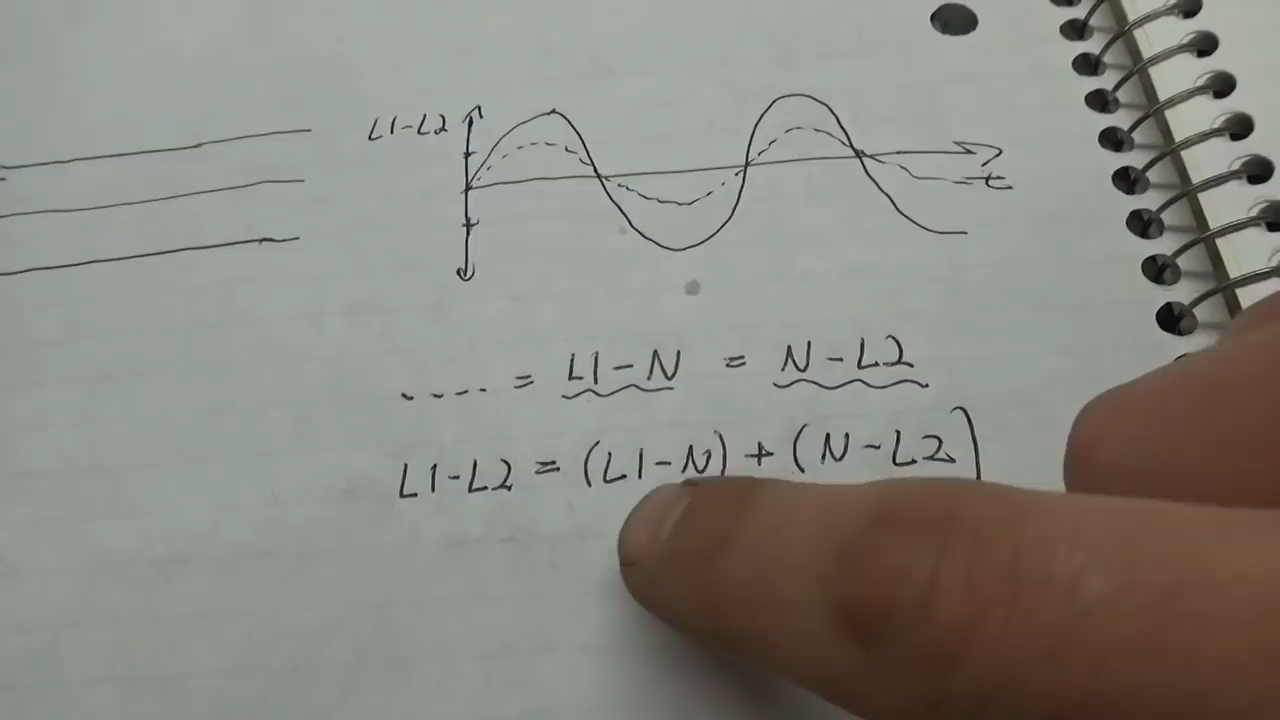 L1-L2
t
.... = L1-N = N-L2
L1-L2 = (L1-N) + (N-L2)